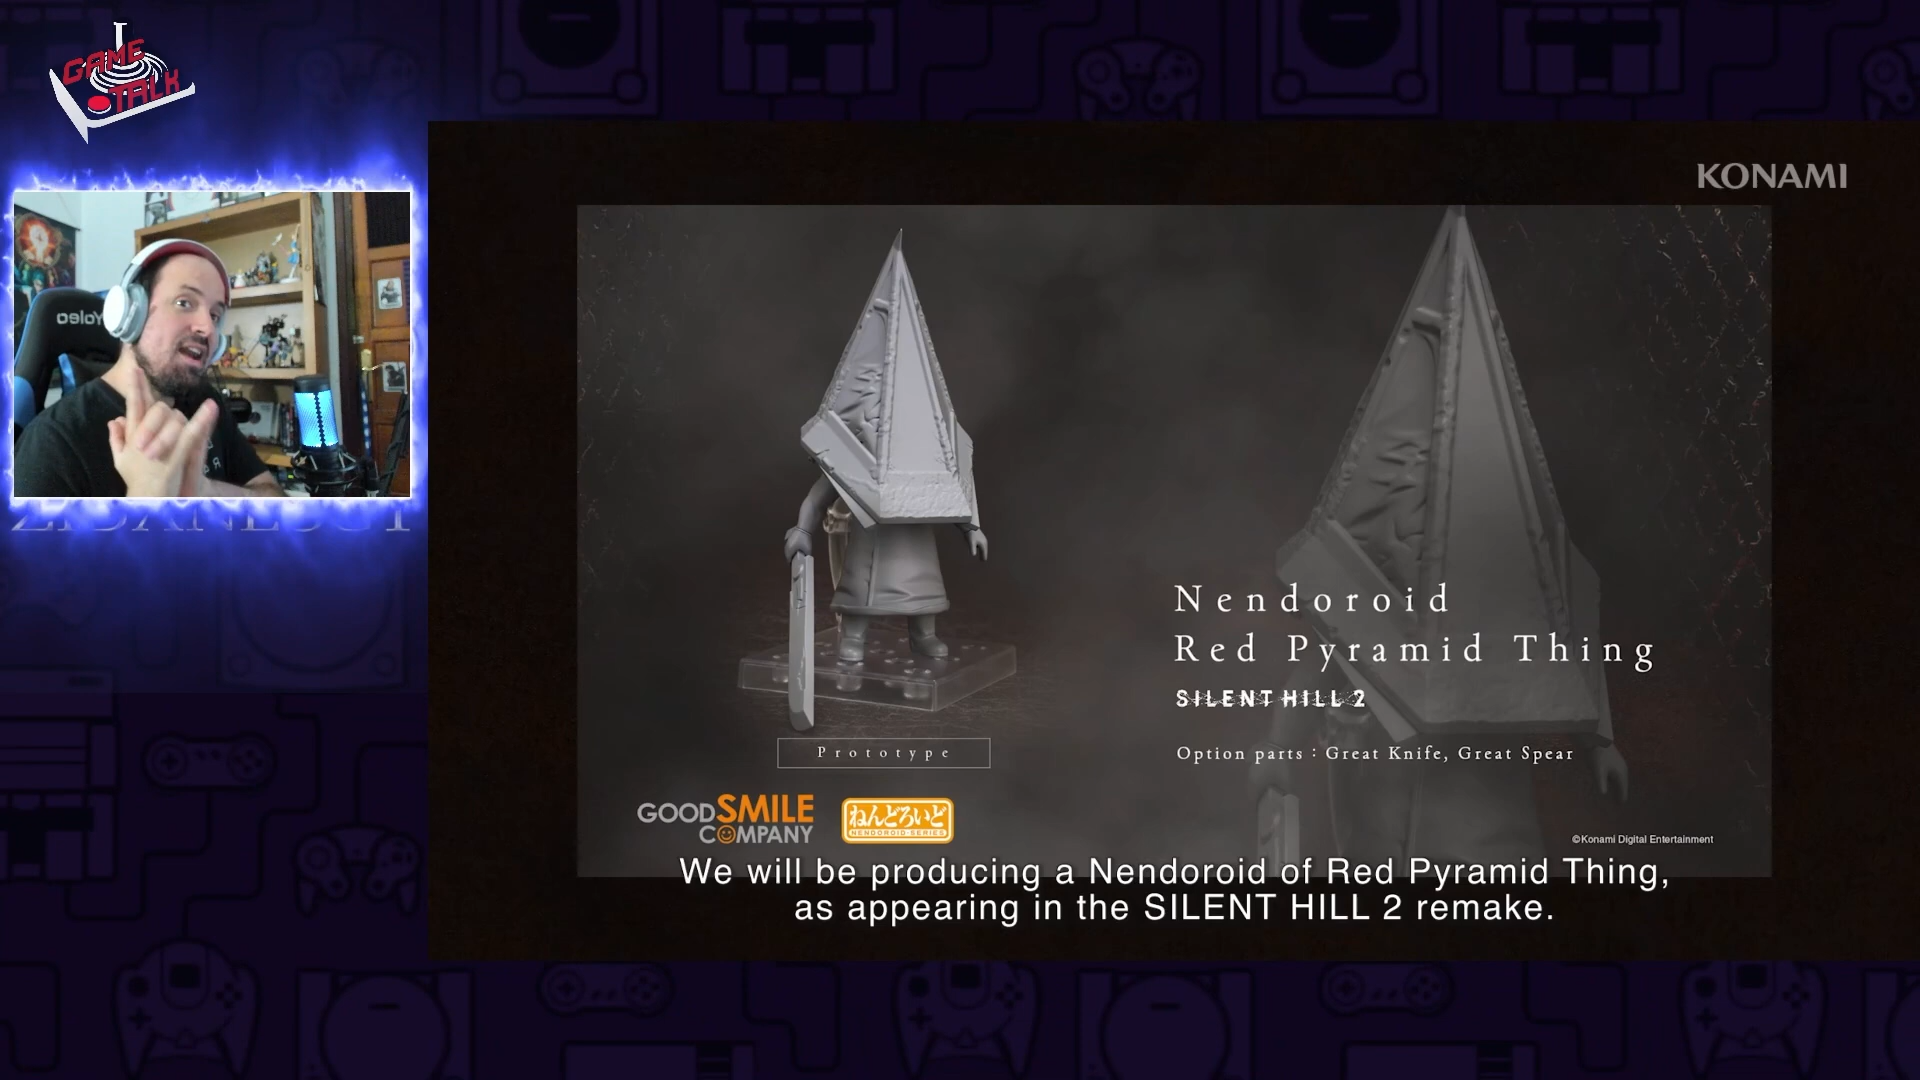 GAME
TALK
Yoleo
KONAMI
Nendoroid
Red Pyramid Thing
SILENT HILL 2
Option parts : Great Knife, Great Spear
Prototype
GOODSMILE
COMPANY
ねんどろいど
NENDOROID SERIES
©Konami Digital Entertainment
We will be producing a Nendoroid of Red Pyramid Thing,
as appearing in the SILENT HILL 2 remake.